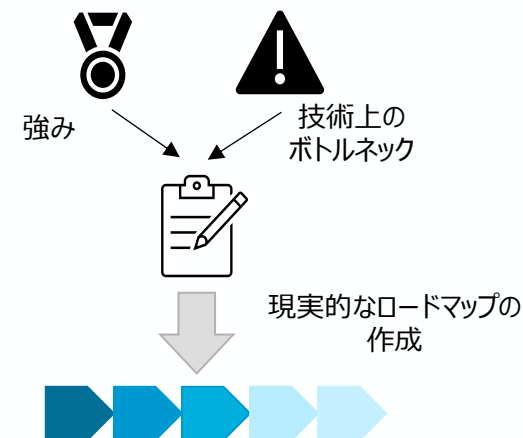 強み
技術上の
ボトルネック
現実的なロードマップの
作成